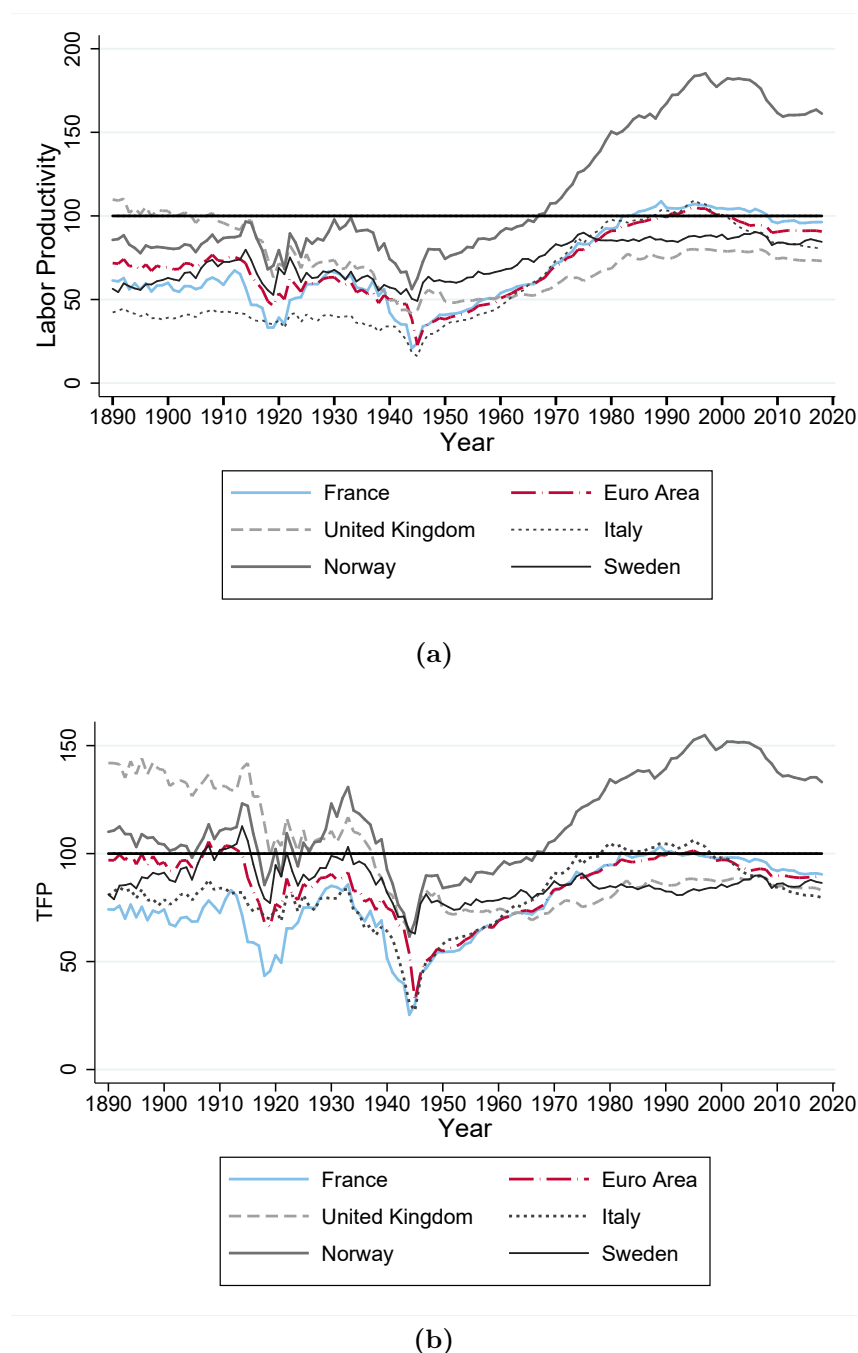 200
150
100
50
0
Labor Productivity
1890 1900 1910 1920 1930 1940 1950 1960 1970 1980 1990 2000 2010 2020
Year
France Euro Area
United Kingdom Italy
Norway Sweden
(a)
150
100
50
0
TFP
1890 1900 1910 1920 1930 1940 1950 1960 1970 1980 1990 2000 2010 2020
Year
France Euro Area
United Kingdom Italy
Norway Sweden
(b)